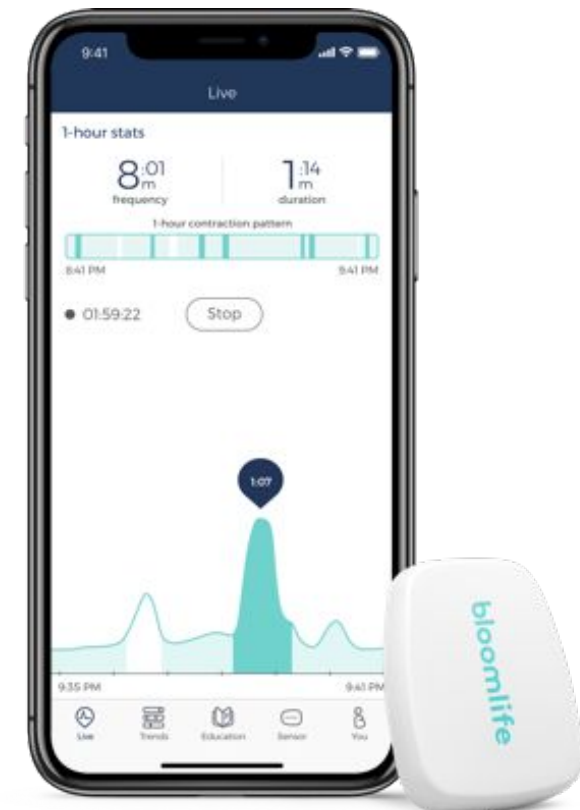 9:41
Live
1-hour stats
8:01 m
frequency
1:14 m
duration
1-hour contraction pattern
8:41 PM 9:41 PM
01:59:22 Stop
1:07
9:35 PM 9:41 PM
Live Trends Education Sensor You
bloomlife